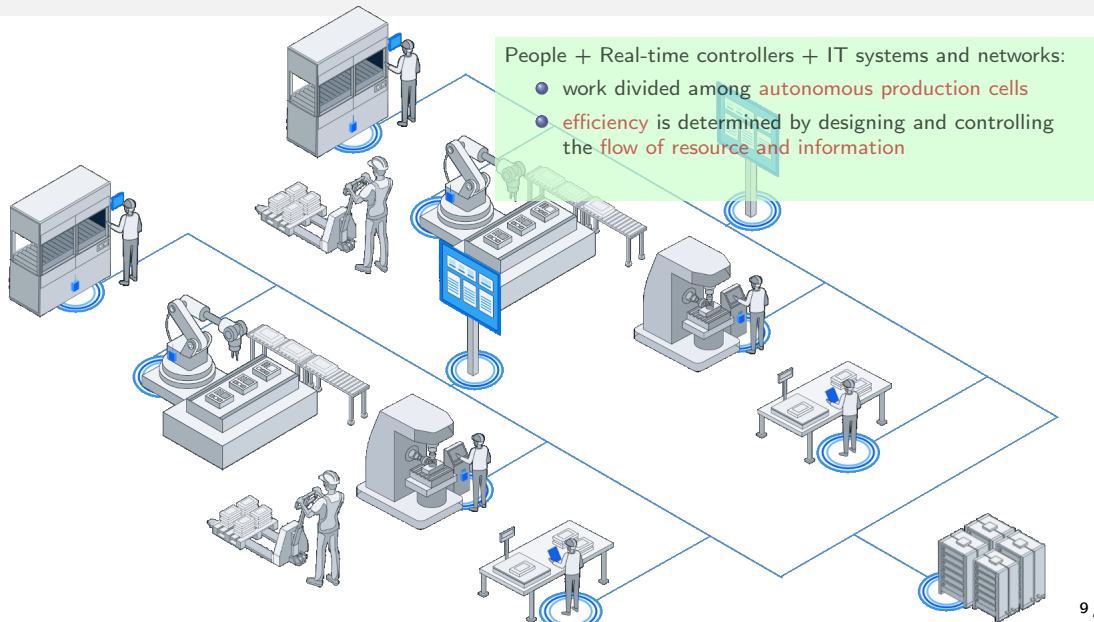 People + Real-time controllers + IT systems and networks:
work divided among autonomous production cells
efficiency is determined by designing and controlling
the flow of resource and information
9